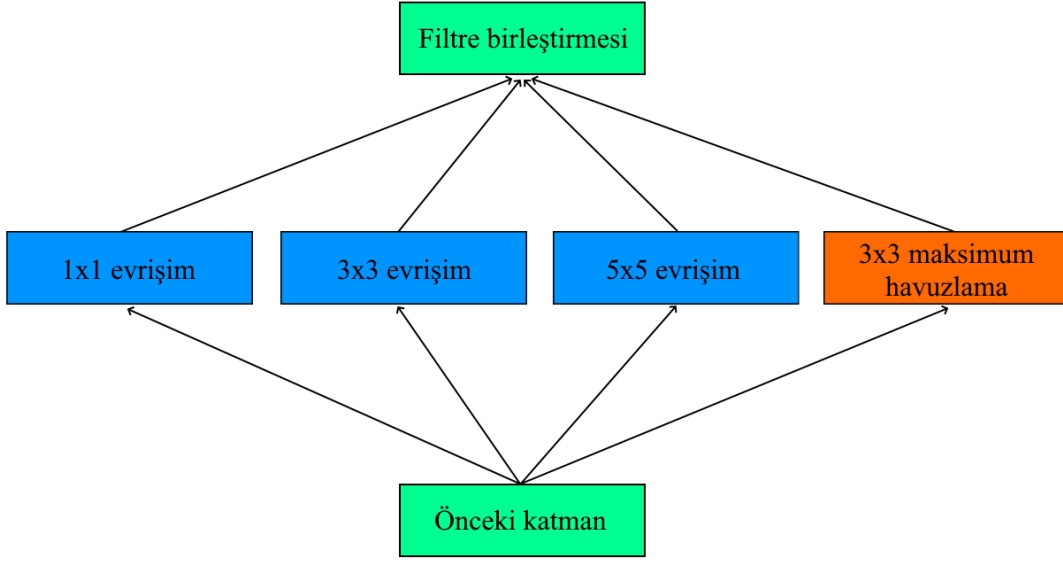 Filtre birleştirmesi
1x1 evrişim
3x3 evrişim
5x5 evrişim
3x3 maksimum
havuzlama
Önceki katman